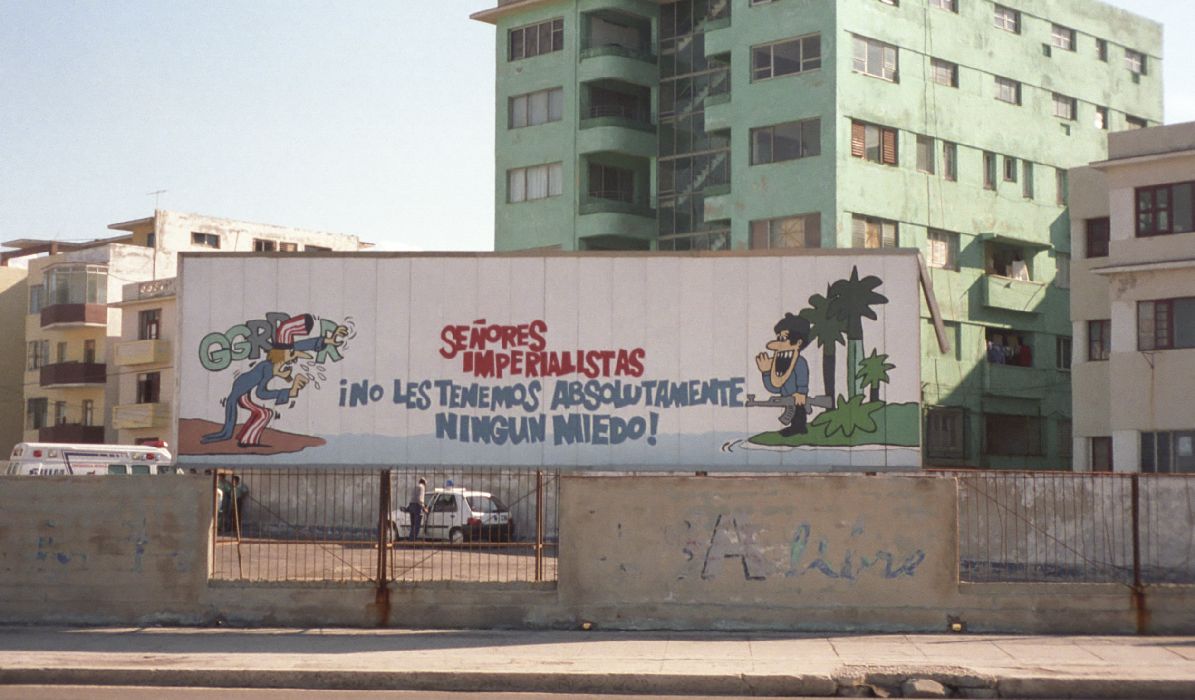 GGRRR
SEÑORES
IMPERIALISTAS
¡NO LES TENEMOS ABSOLUTAMENTE
NINGUN MIEDO!
libre